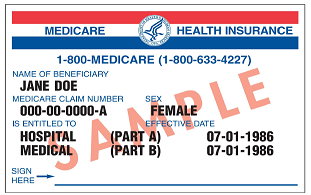 MEDICARE HEALTH INSURANCE
1-800-MEDICARE (1-800-633-4227)
NAME OF BENEFICIARY
JANE DOE
MEDICARE CLAIM NUMBER SEX
000-00-0000-A FEMALE
IS ENTITLED TO EFFECTIVE DATE
HOSPITAL (PART A) 07-01-1986
MEDICAL (PART B) 07-01-1986
SIGN
HERE
SAMPLE